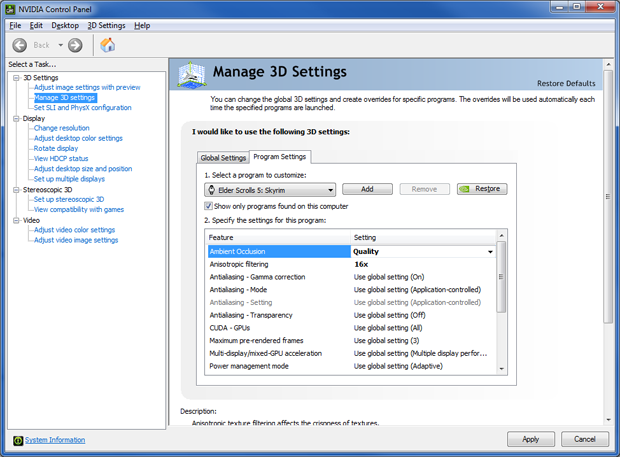 NVIDIA Control Panel
File Edit Desktop 3D Settings Help
Back
Select a Task...
3D Settings
Adjust image settings with preview
Manage 3D settings
Set SLI and PhysX configuration
Display
Change resolution
Adjust desktop color settings
Rotate display
View HDCP status
Adjust desktop size and position
Set up multiple displays
Stereoscopic 3D
Set up stereoscopic 3D
View compatibility with games
Video
Adjust video color settings
Adjust video image settings
System Information
Manage 3D Settings
Restore Defaults
You can change the global 3D settings and create overrides for specific programs. The overrides will be used automatically each
time the specified programs are launched.
I would like to use the following 3D settings:
Global Settings Program Settings
1. Select a program to customize:
Elder Scrolls 5: Skyrim Add Remove Restore
Show only programs found on this computer
2. Specify the settings for this program:
Feature Setting
Ambient Occlusion Quality
Anisotropic filtering 16x
Antialiasing - Gamma correction Use global setting (On)
Antialiasing - Mode Use global setting (Application-controlled)
Antialiasing - Setting Use global setting (Application-controlled)
Antialiasing - Transparency Use global setting (Off)
CUDA - GPUs Use global setting (All)
Maximum pre-rendered frames Use global setting (3)
Multi-display/mixed-GPU acceleration Use global setting (Multiple display perfor...
Power management mode Use global setting (Adaptive)
Description:
Anisotropic texture filtering affects the crispness of textures.
Apply Cancel